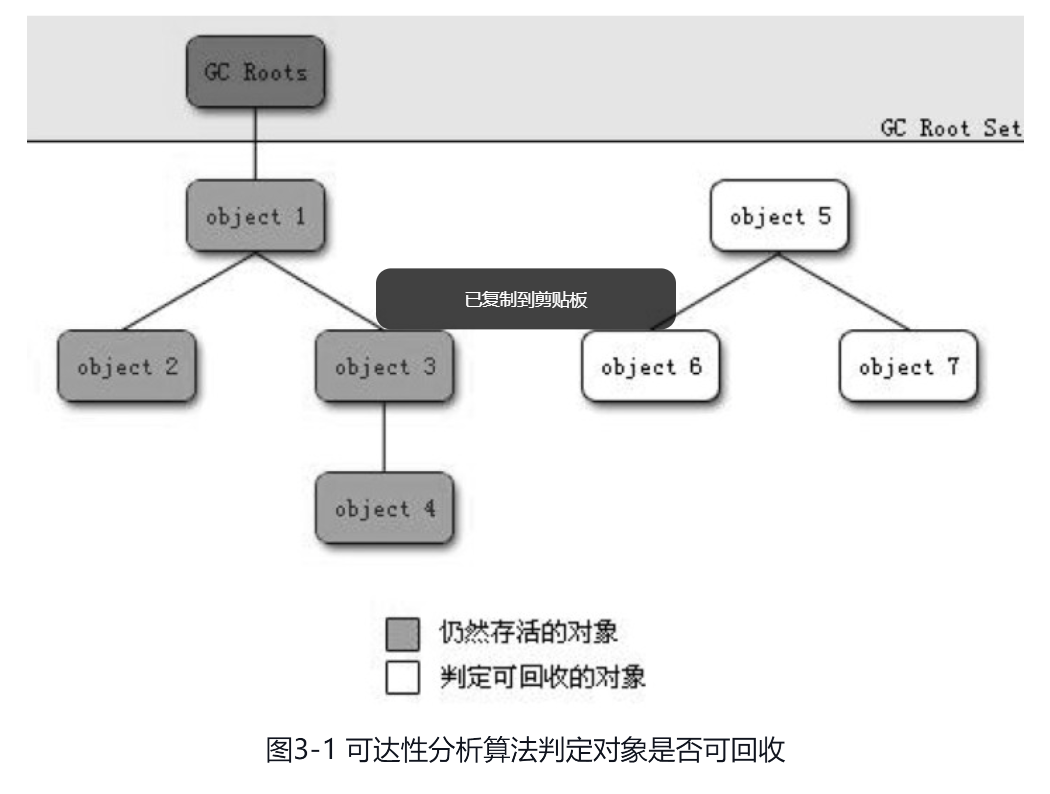 GC Roots
GC Root Set
object 1
object 5
已复制到剪贴板
object 2
object 3
object 6
object 7
object 4
仍然存活的对象
判定可回收的对象
图3-1 可达性分析算法判定对象是否可回收